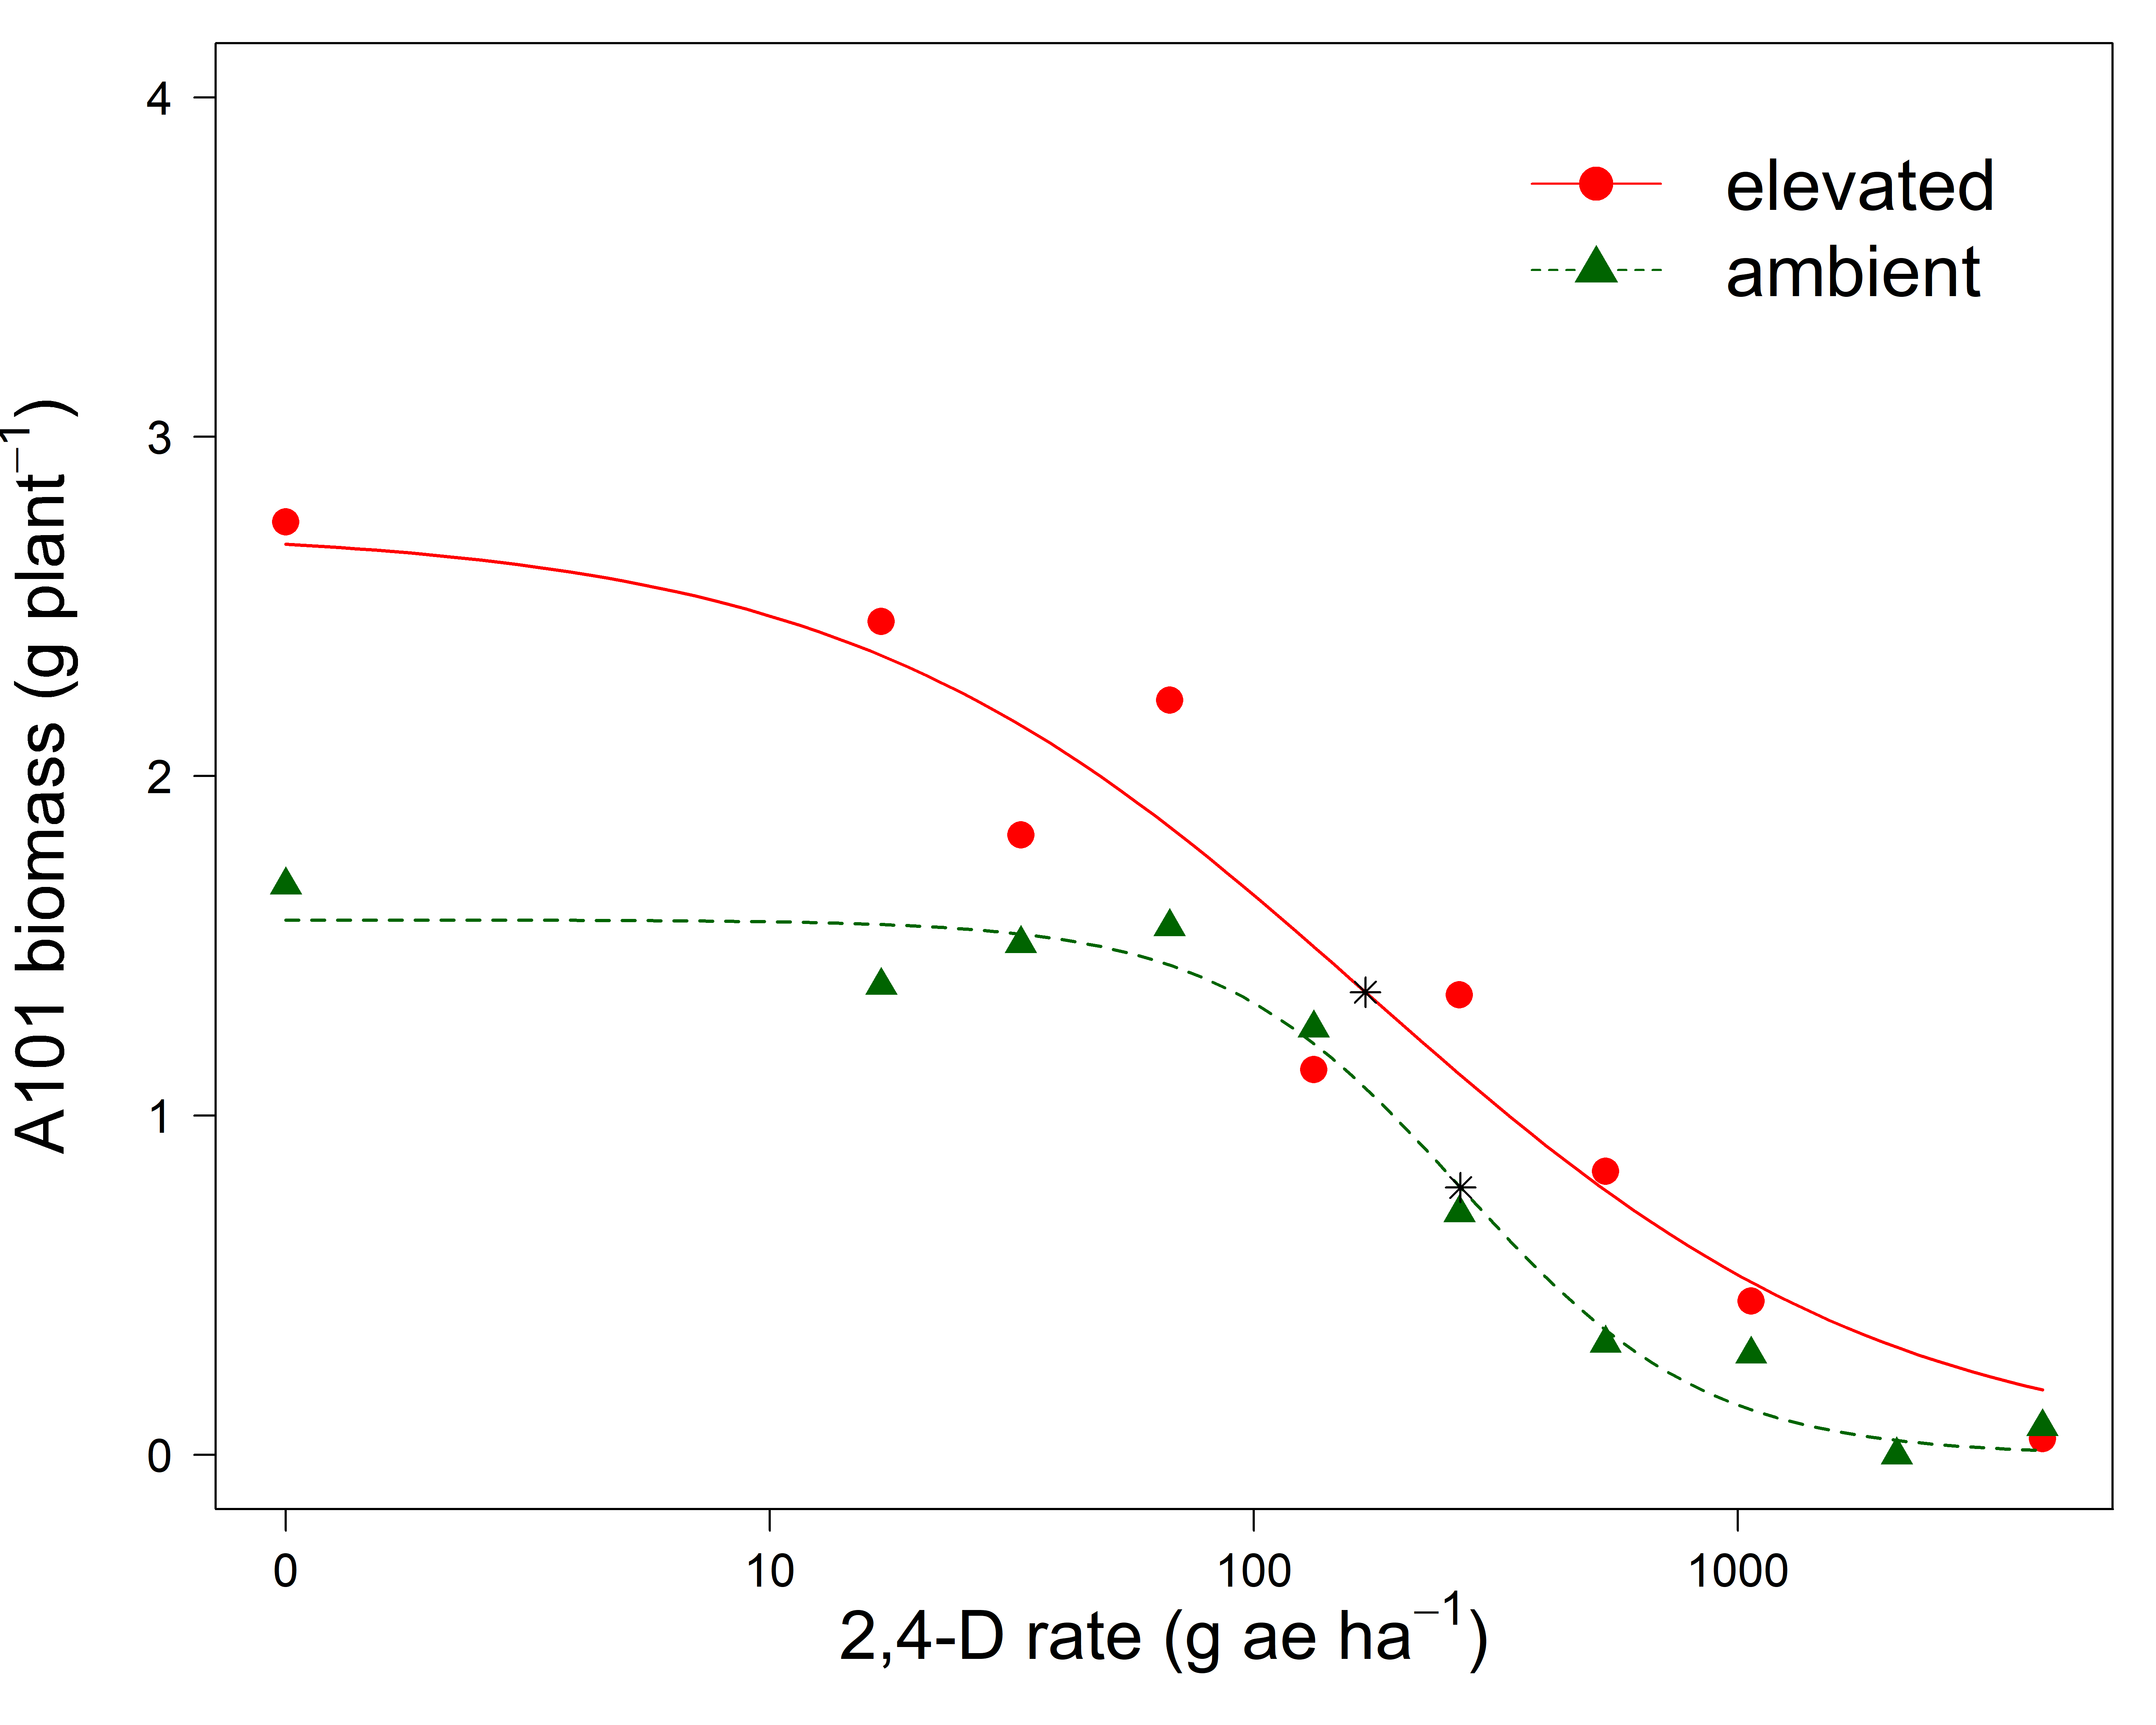 4
3
2
1
0
A101 biomass (g plant⁻¹)
elevated
ambient
0 10 100 1000
2,4-D rate (g ae ha⁻¹)